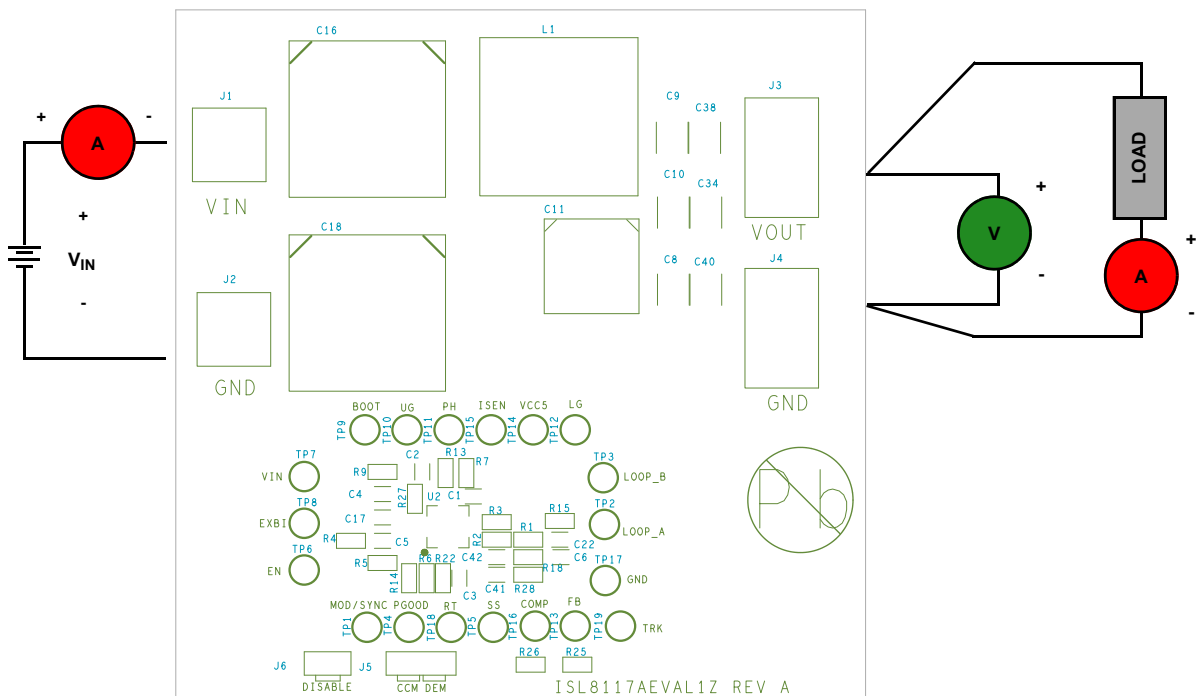 C16
L1
J1
C9
C38
J3
+
-
A
LOAD
VIN
C10
C34
+
+
VIN
C18
C11
VOUT
V
C8
C40
J4
+
-
J2
-
A
-
GND
GND
BOOT
UG
PH
ISEN
VCC5
LG
TP9
TP10
TP11
TP15
TP14
TP12
TP7
C2
R13
R7
TP3
VIN
R9
LOOP_B
C4
R27
U2
C1
TP8
TP2
EXBI
C17
R3
R15
LOOP_A
R4
C5
R2
R1
C22
TP6
R5
R6
R22
C42
C6
TP17
EN
R14
R18
GND
C3
C41
R28
MOD/SYNC
PGOOD
RT
SS
COMP
FB
TP1
TP4
TP18
TP5
TP16
TP13
TP19
TRK
J6
J5
R26
R25
DISABLE
CCM DEM
ISL8117AEVAL1Z REV A
Pb